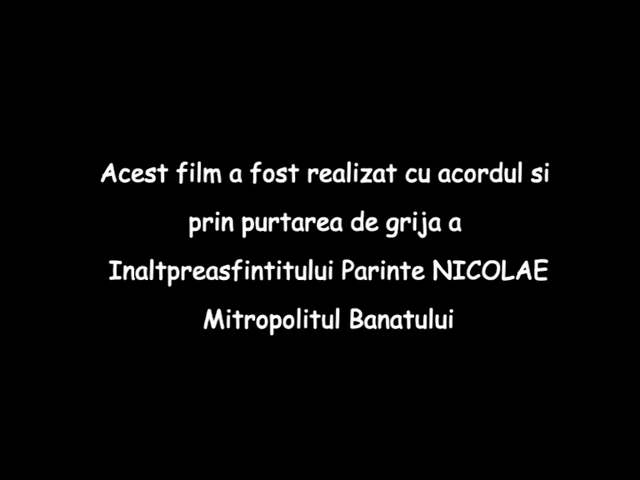 Acest film a fost realizat cu acordul si
prin purtarea de grija a
Inaltpreasfintitului Parinte NICOLAE
Mitropolitul Banatului